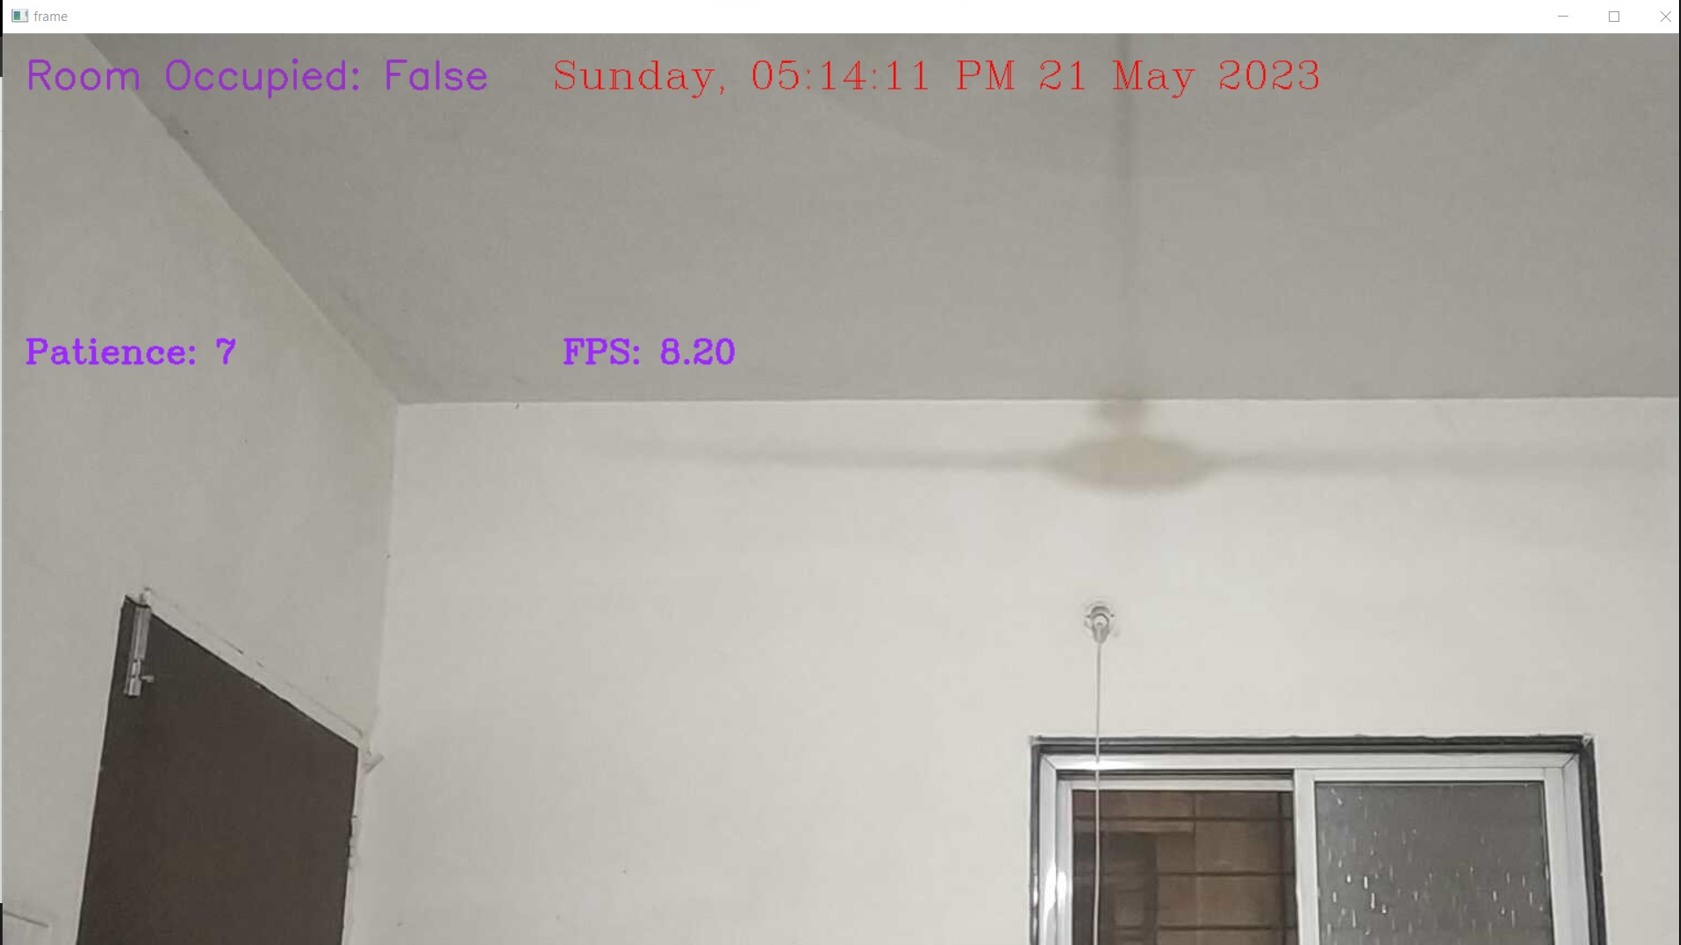 frame
Room Occupied: False
Sunday, 05:14:11 PM 21 May 2023
Patience: 7
FPS: 8.20